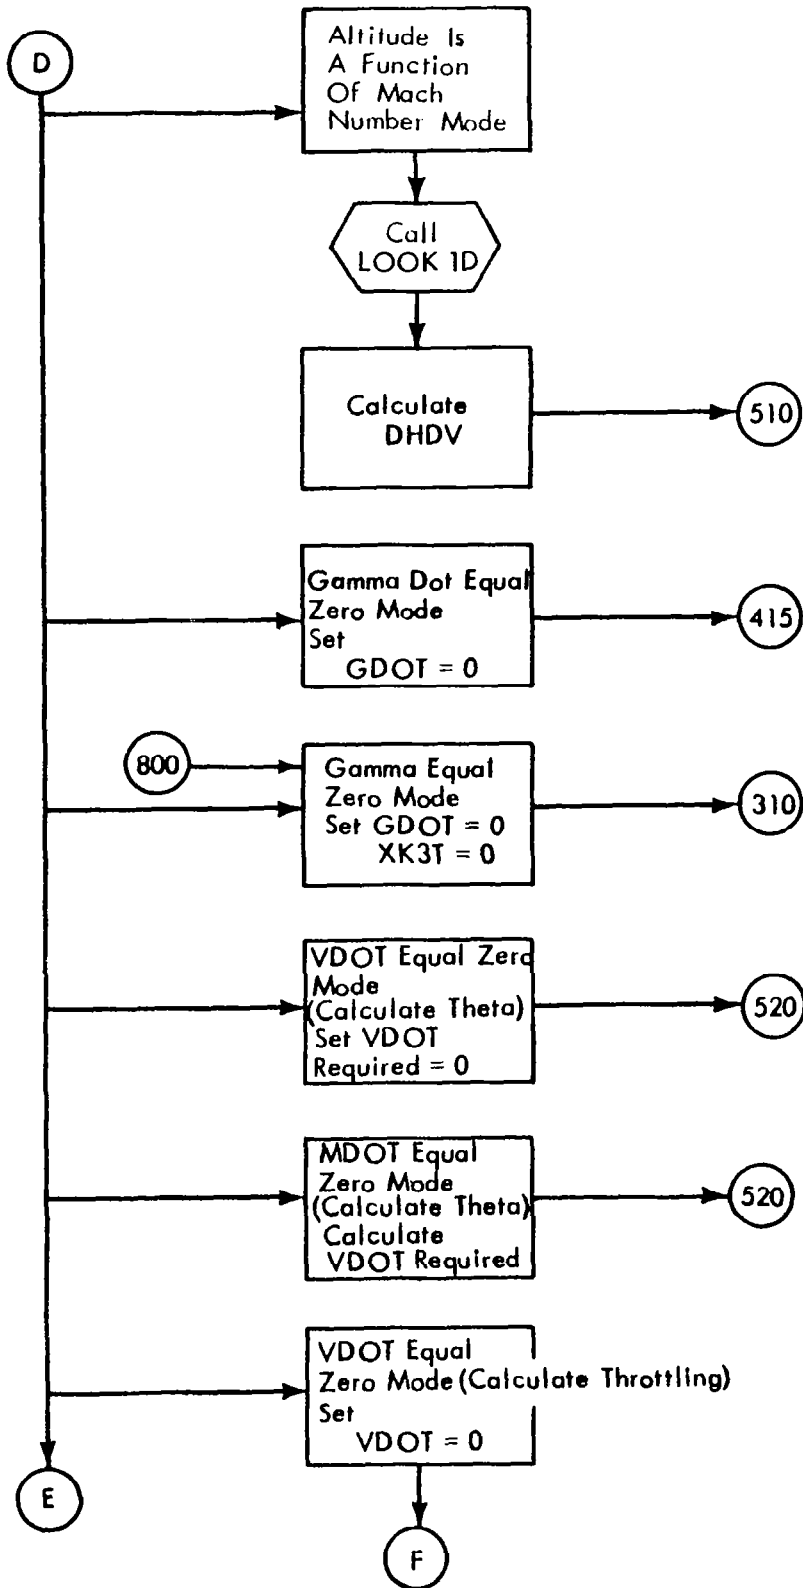 D
Altitude Is
A Function
Of Mach
Number Mode
Call
LOOK 1D
Calculate
DHDV
510
Gamma Dot Equal
Zero Mode
Set
GDOT = 0
415
800
Gamma Equal
Zero Mode
Set GDOT = 0
XK3T = 0
310
VDOT Equal Zero
Mode
(Calculate Theta)
Set VDOT
Required = 0
520
MDOT Equal
Zero Mode
(Calculate Theta)
Calculate
VDOT Required
520
VDOT Equal
Zero Mode (Calculate Throttling)
Set
VDOT = 0
E
F